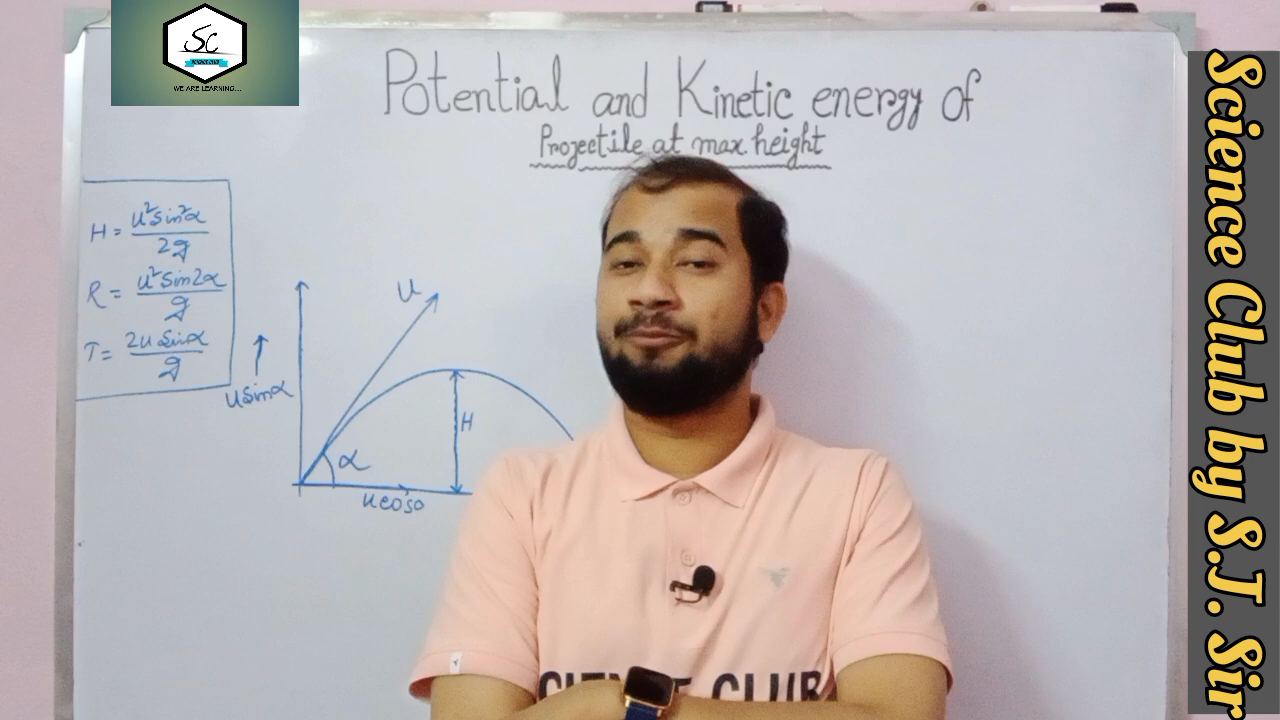 SC
WE ARE LEARNING...
Potential and Kinetic energy of
Projectile at max height
H = u²sin²α / 2g
R = u²sin2α / g
T = 2u sinα / g
u
usinα
α
H
CLUB
Science Club by S.J. Sir